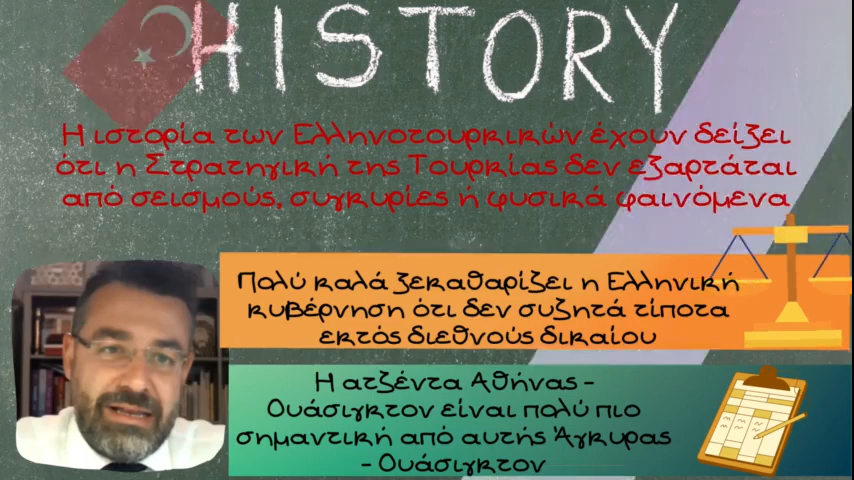 HISTORY
Η ιστορία των Ελληνοτουρκικών έχουν δείξει
ότι η Στρατηγική της Τουρκίας δεν εξαρτάται
από σεισμούς, συγκυρίες ή φυσικά φαινόμενα
Πολύ καλά ξεκαθαρίζει η Ελληνική
κυβέρνηση ότι δεν συζητά τίποτα
εκτός διεθνούς δικαίου
Η ατζέντα Αθήνας -
Ουάσιγκτον είναι πολύ πιο
σημαντική από αυτής Άγκυρας
- Ουάσιγκτον